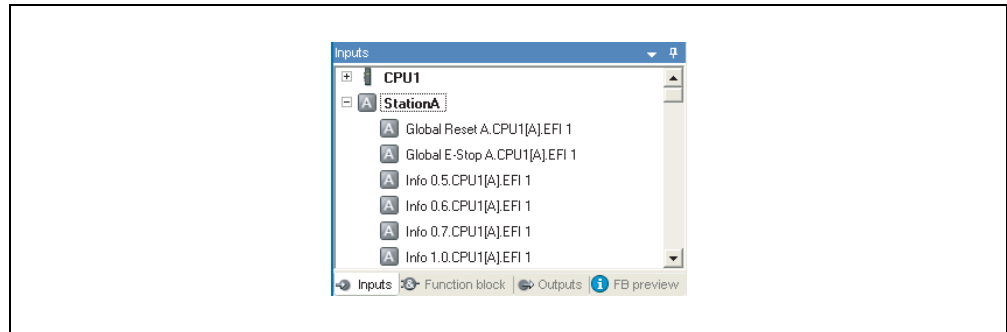 Inputs
CPU1
A StationA
A Global Reset A.CPU1[A].EFI 1
A Global E-Stop A.CPU1[A].EFI 1
A Info 0.5.CPU1[A].EFI 1
A Info 0.6.CPU1[A].EFI 1
A Info 0.7.CPU1[A].EFI 1
A Info 1.0.CPU1[A].EFI 1
Inputs & Function block Outputs i FB preview